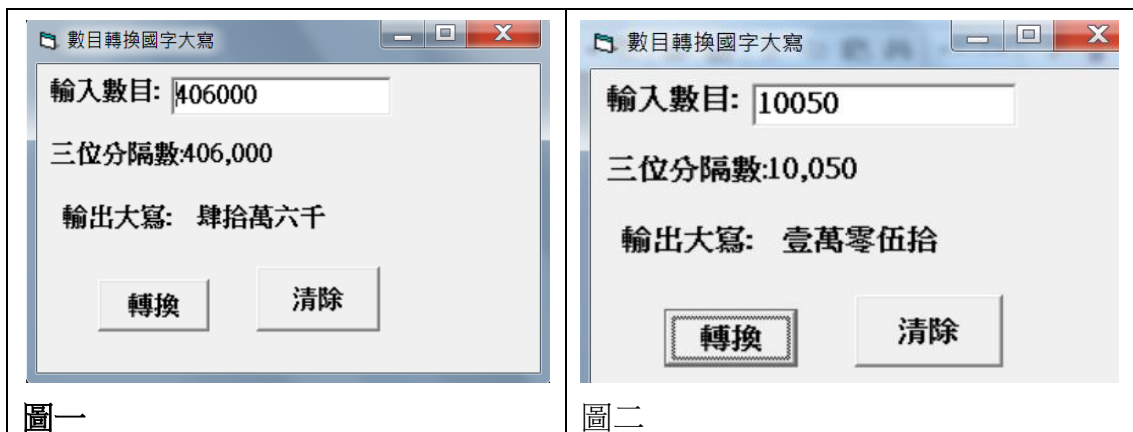 數目轉換國字大寫
輸入數目: 406000
三位分隔數:406,000
輸出大寫: 肆拾萬六千
轉換 清除
圖一
數目轉換國字大寫
輸入數目: 10050
三位分隔數:10,050
輸出大寫: 壹萬零伍拾
轉換 清除
圖二